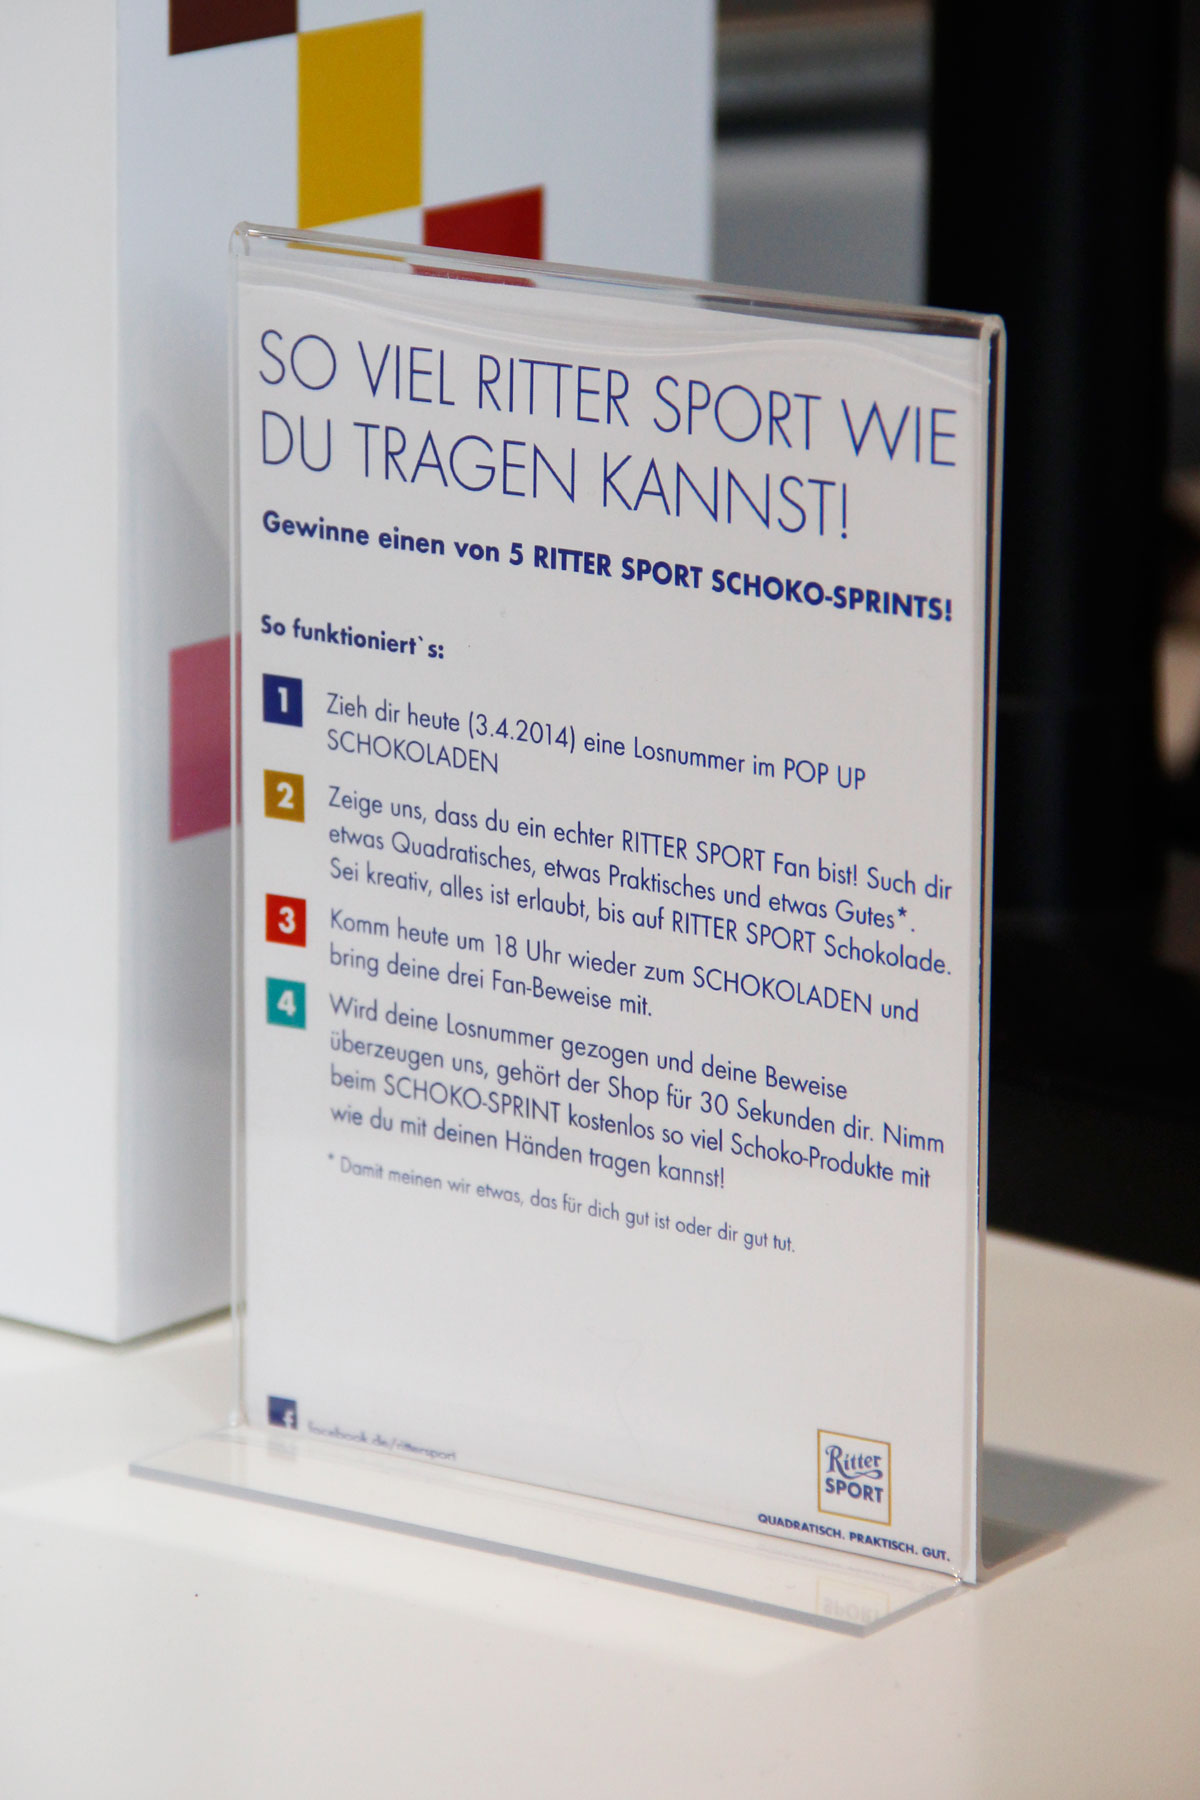 SO VIEL RITTER SPORT WIE
DU TRAGEN KANNST!
Gewinne einen von 5 RITTER SPORT SCHOKO-SPRINTS!
So funktioniert`s:
1 Zieh dir heute (3.4.2014) eine Losnummer im POP UP
SCHOKOLADEN
2 Zeige uns, dass du ein echter RITTER SPORT Fan bist! Such dir
etwas Quadratisches, etwas Praktisches und etwas Gutes*.
Sei kreativ, alles ist erlaubt, bis auf RITTER SPORT Schokolade.
3 Komm heute um 18 Uhr wieder zum SCHOKOLADEN und
bring deine drei Fan-Beweise mit.
4 Wird deine Losnummer gezogen und deine Beweise
überzeugen uns, gehört der Shop für 30 Sekunden dir. Nimm
beim SCHOKO-SPRINT kostenlos so viel Schoko-Produkte mit
wie du mit deinen Händen tragen kannst!
* Damit meinen wir etwas, das für dich gut ist oder dir gut tut.
f facebook.de/rittersport
Ritter
SPORT
QUADRATISCH. PRAKTISCH. GUT.